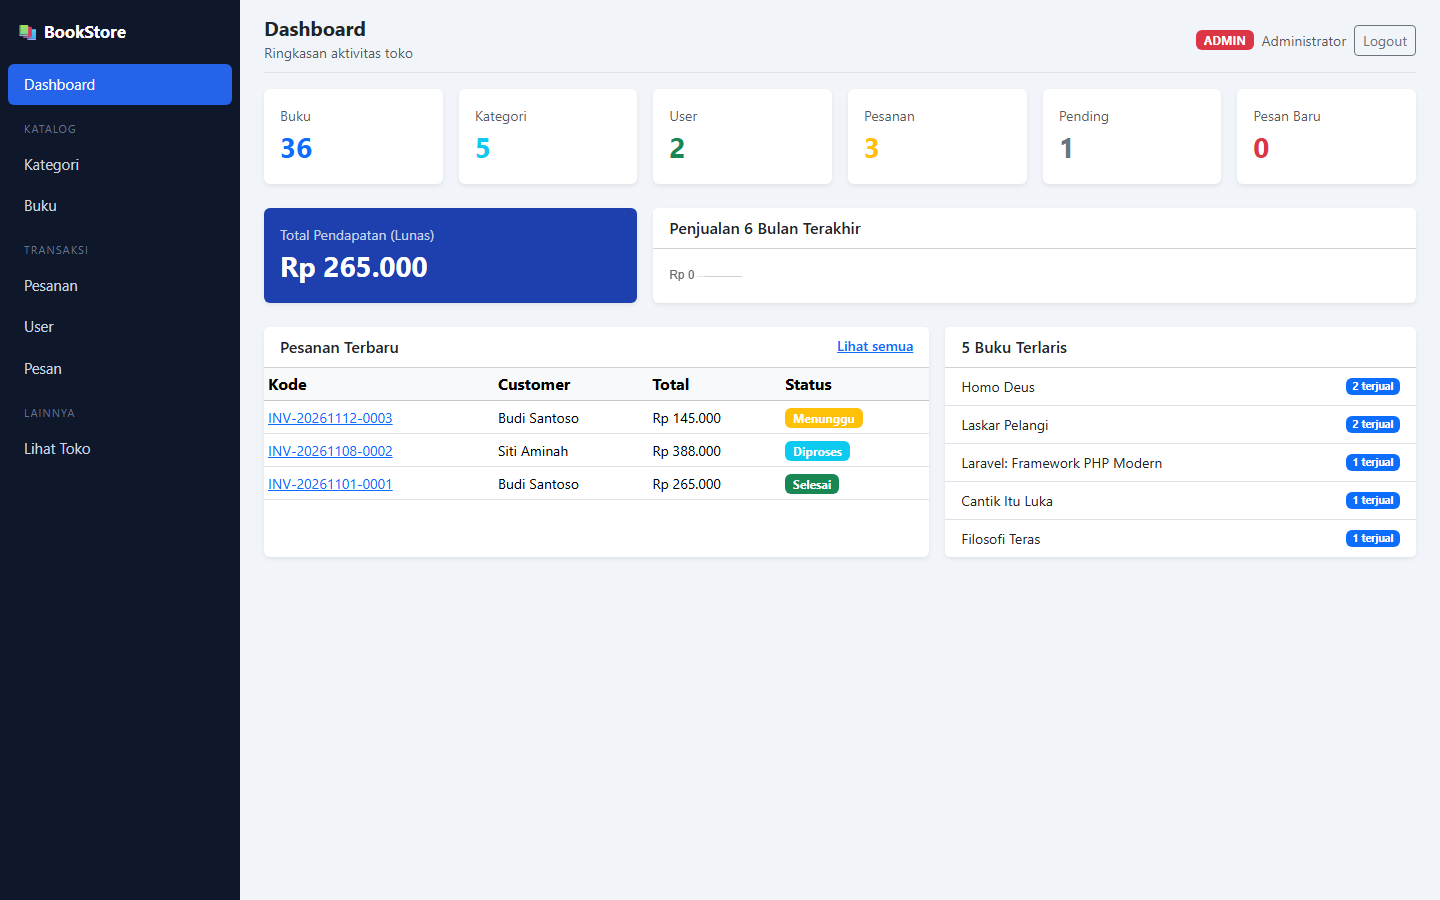 BookStore
Dashboard
KATALOG
Kategori
Buku
TRANSAKSI
Pesanan
User
Pesan
LAINNYA
Lihat Toko
Dashboard
Ringkasan aktivitas toko
ADMIN Administrator Logout
Buku Kategori User Pesanan Pending Pesan Baru
36 5 2 3 1 0
Total Pendapatan (Lunas)
Rp 265.000
Penjualan 6 Bulan Terakhir
Rp 0
Pesanan Terbaru Lihat semua
Kode Customer Total Status
INV-20261112-0003 Budi Santoso Rp 145.000 Menunggu
INV-20261108-0002 Siti Aminah Rp 388.000 Diproses
INV-20261101-0001 Budi Santoso Rp 265.000 Selesai
5 Buku Terlaris
Homo Deus 2 terjual
Laskar Pelangi 2 terjual
Laravel: Framework PHP Modern 1 terjual
Cantik Itu Luka 1 terjual
Filosofi Teras 1 terjual